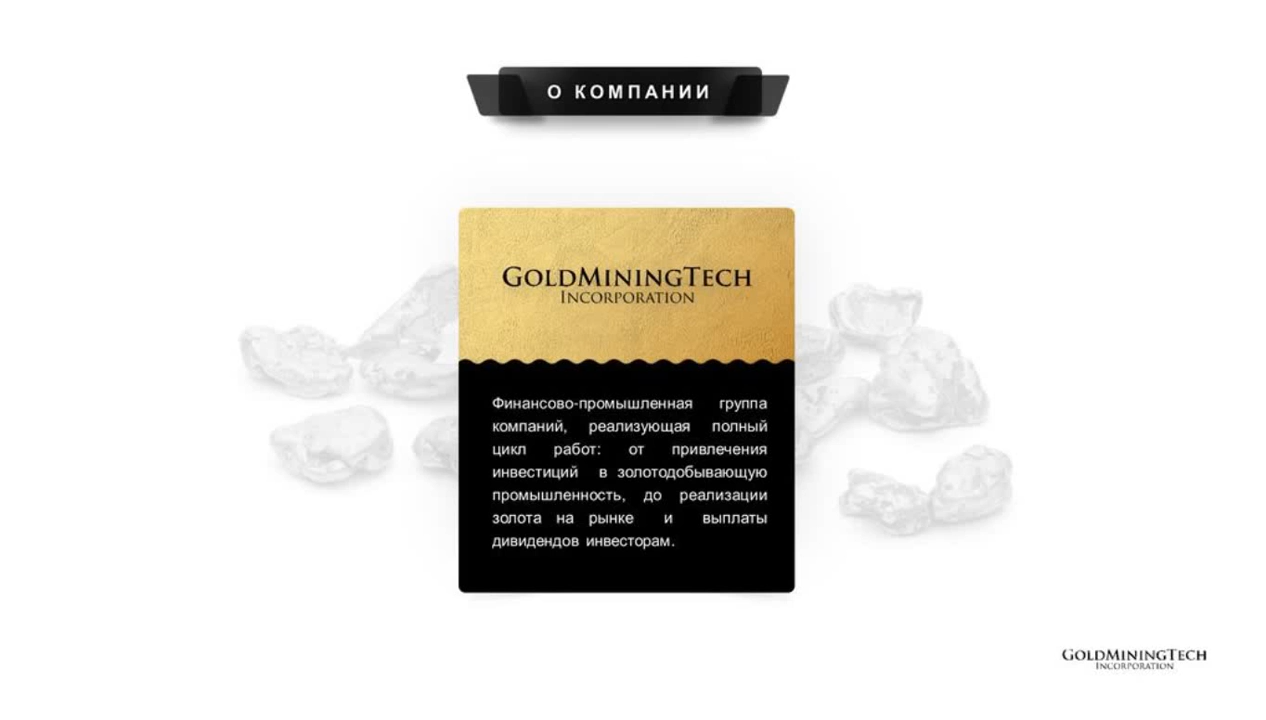 О КОМПАНИИ
GoldMiningTech
Incorporation
Финансово-промышленная группа
компаний, реализующая полный
цикл работ: от привлечения
инвестиций в золотодобывающую
промышленность, до реализации
золота на рынке и выплаты
дивидендов инвесторам.
GoldMiningTech
Incorporation